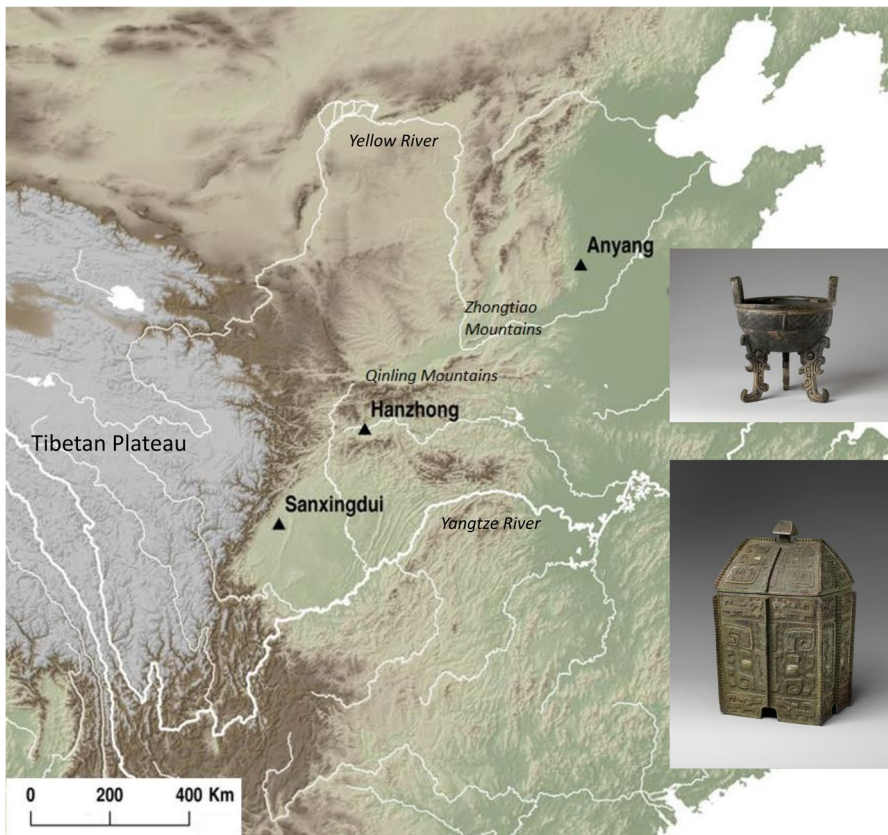 Yellow River
Anyang
Zhongtiao
Mountains
Qinling Mountains
Hanzhong
Tibetan Plateau
Sanxingdui
Yangtze River
0 200 400 Km